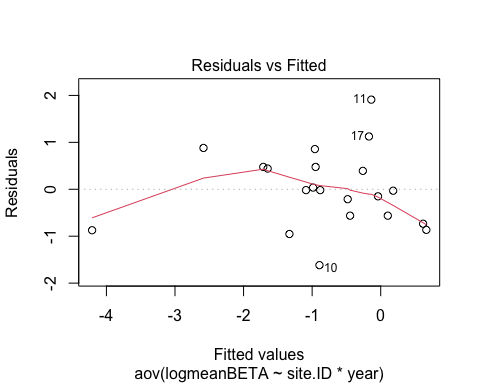 Residuals vs Fitted
Residuals
2
1
0
-1
-2
11
17
10
-4 -3 -2 -1 0
Fitted values
aov(logmeanBETA ~ site.ID * year)